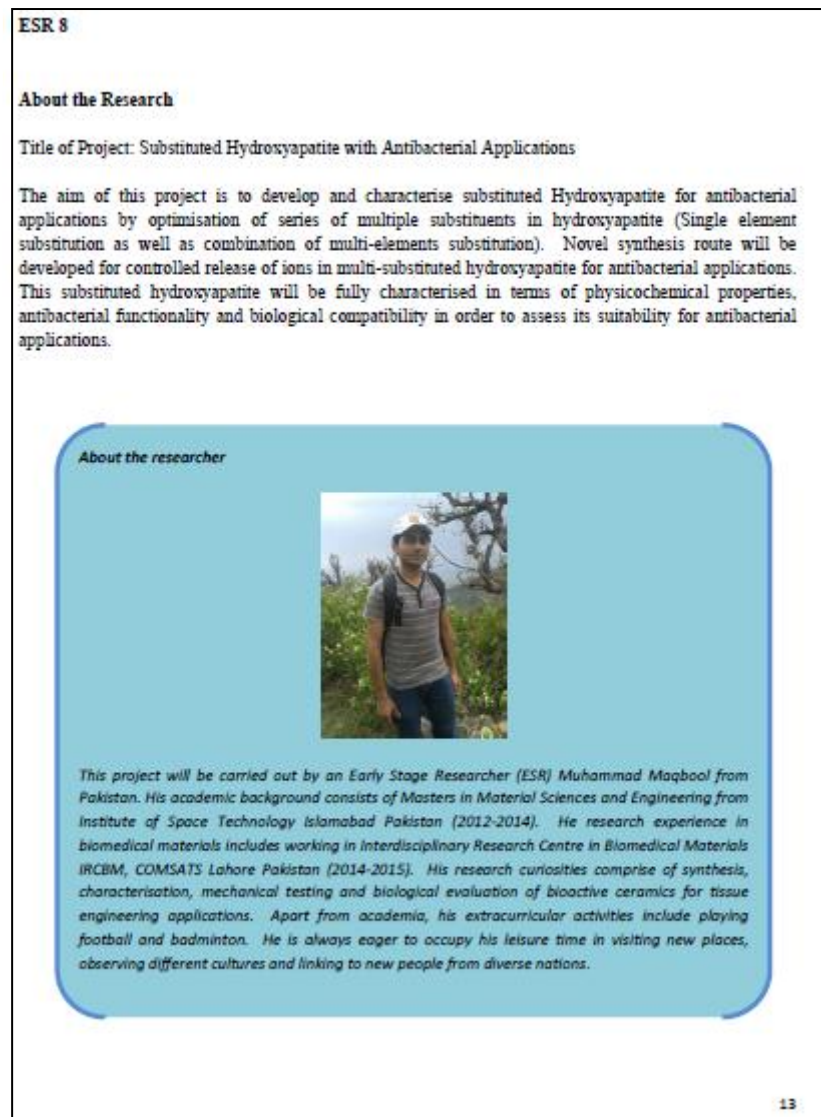 ESR 8
About the Research
Title of Project: Substituted Hydroxyapatite with Antibacterial Applications
The aim of this project is to develop and characterise substituted Hydroxyapatite for antibacterial
applications by optimisation of series of multiple substituents in hydroxyapatite (Single element
substitution as well as combination of multi-elements substitution). Novel synthesis route will be
developed for controlled release of ions in multi-substituted hydroxyapatite for antibacterial applications.
This substituted hydroxyapatite will be fully characterised in terms of physicochemical properties,
antibacterial functionality and biological compatibility in order to assess its suitability for antibacterial
applications.
About the researcher
This project will be carried out by an Early Stage Researcher (ESR) Muhammad Maqbool from
Pakistan. His academic background consists of Masters in Material Sciences and Engineering from
Institute of Space Technology Islamabad Pakistan (2012-2014). He research experience in
biomedical materials includes working in Interdisciplinary Research Centre in Biomedical Materials
IRCBM, COMSATS Lahore Pakistan (2014-2015). His research curiosities comprise of synthesis,
characterisation, mechanical testing and biological evaluation of bioactive ceramics for tissue
engineering applications. Apart from academia, his extracurricular activities include playing
football and badminton. He is always eager to occupy his leisure time in visiting new places,
observing different cultures and linking to new people from diverse nations.
13